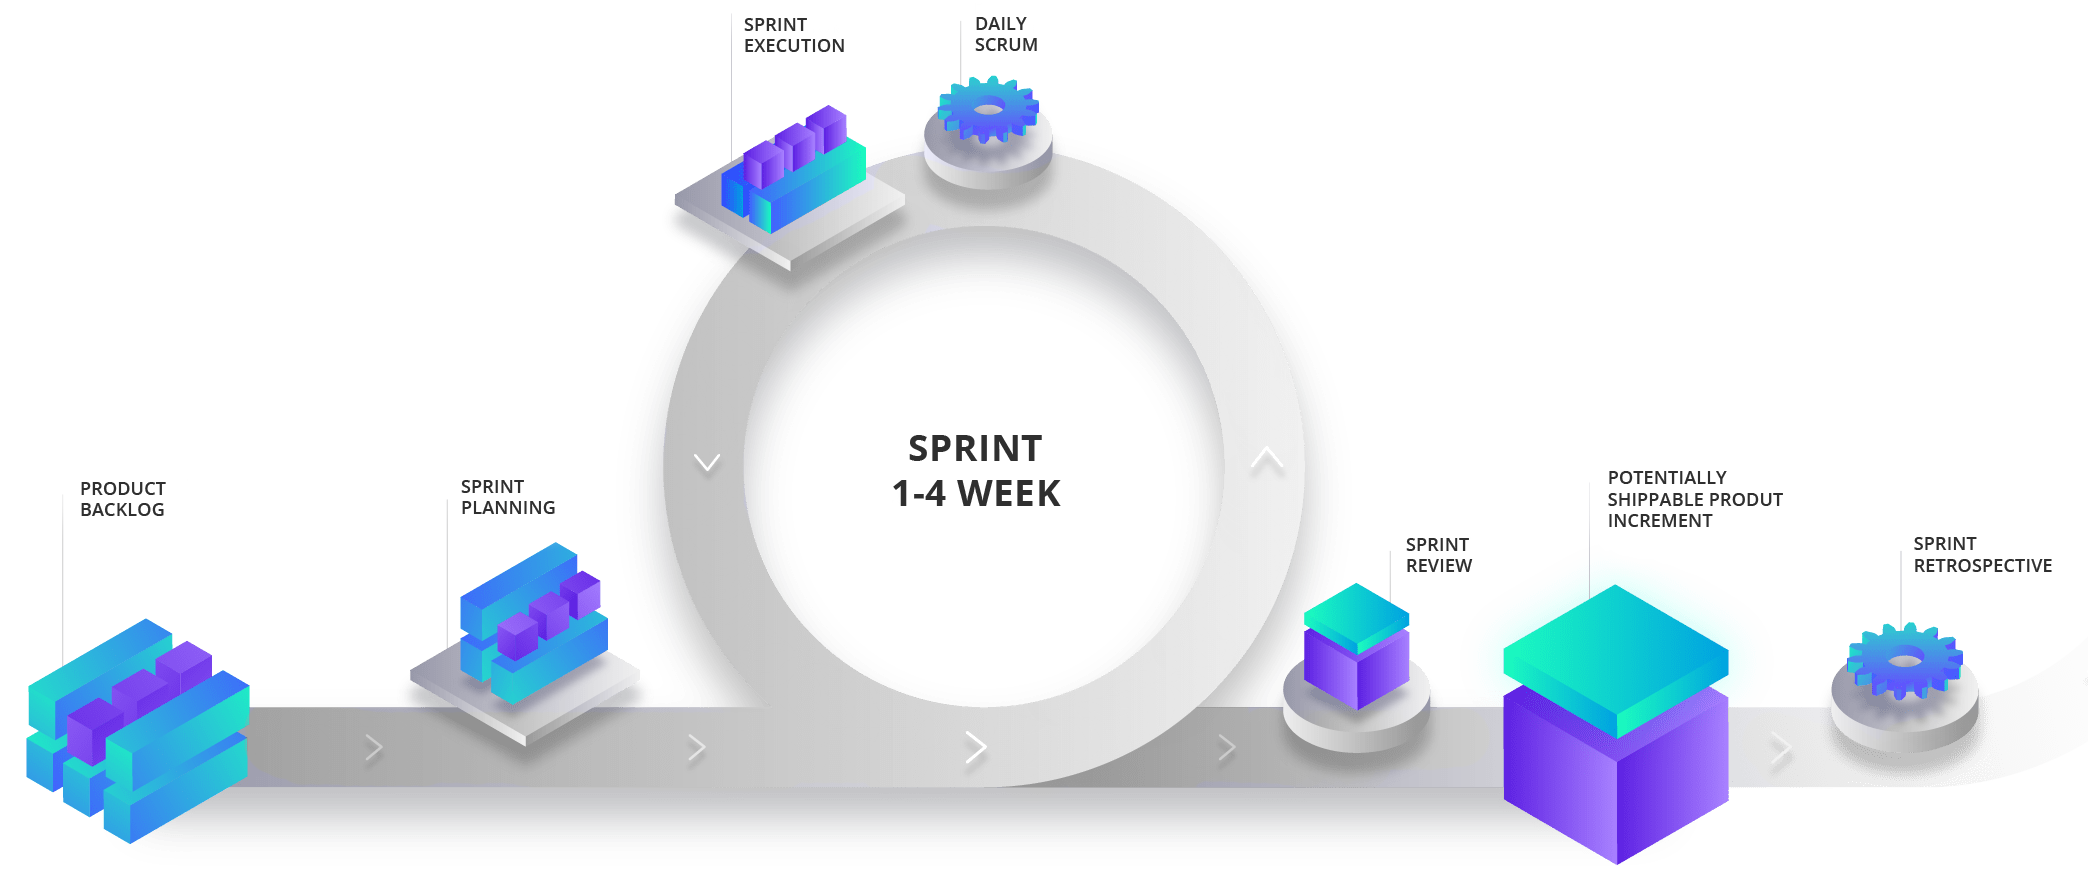 SPRINT
EXECUTION
DAILY
SCRUM
SPRINT
1-4 WEEK
PRODUCT
BACKLOG
SPRINT
PLANNING
SPRINT
REVIEW
POTENTIALLY
SHIPPABLE PRODUT
INCREMENT
SPRINT
RETROSPECTIVE